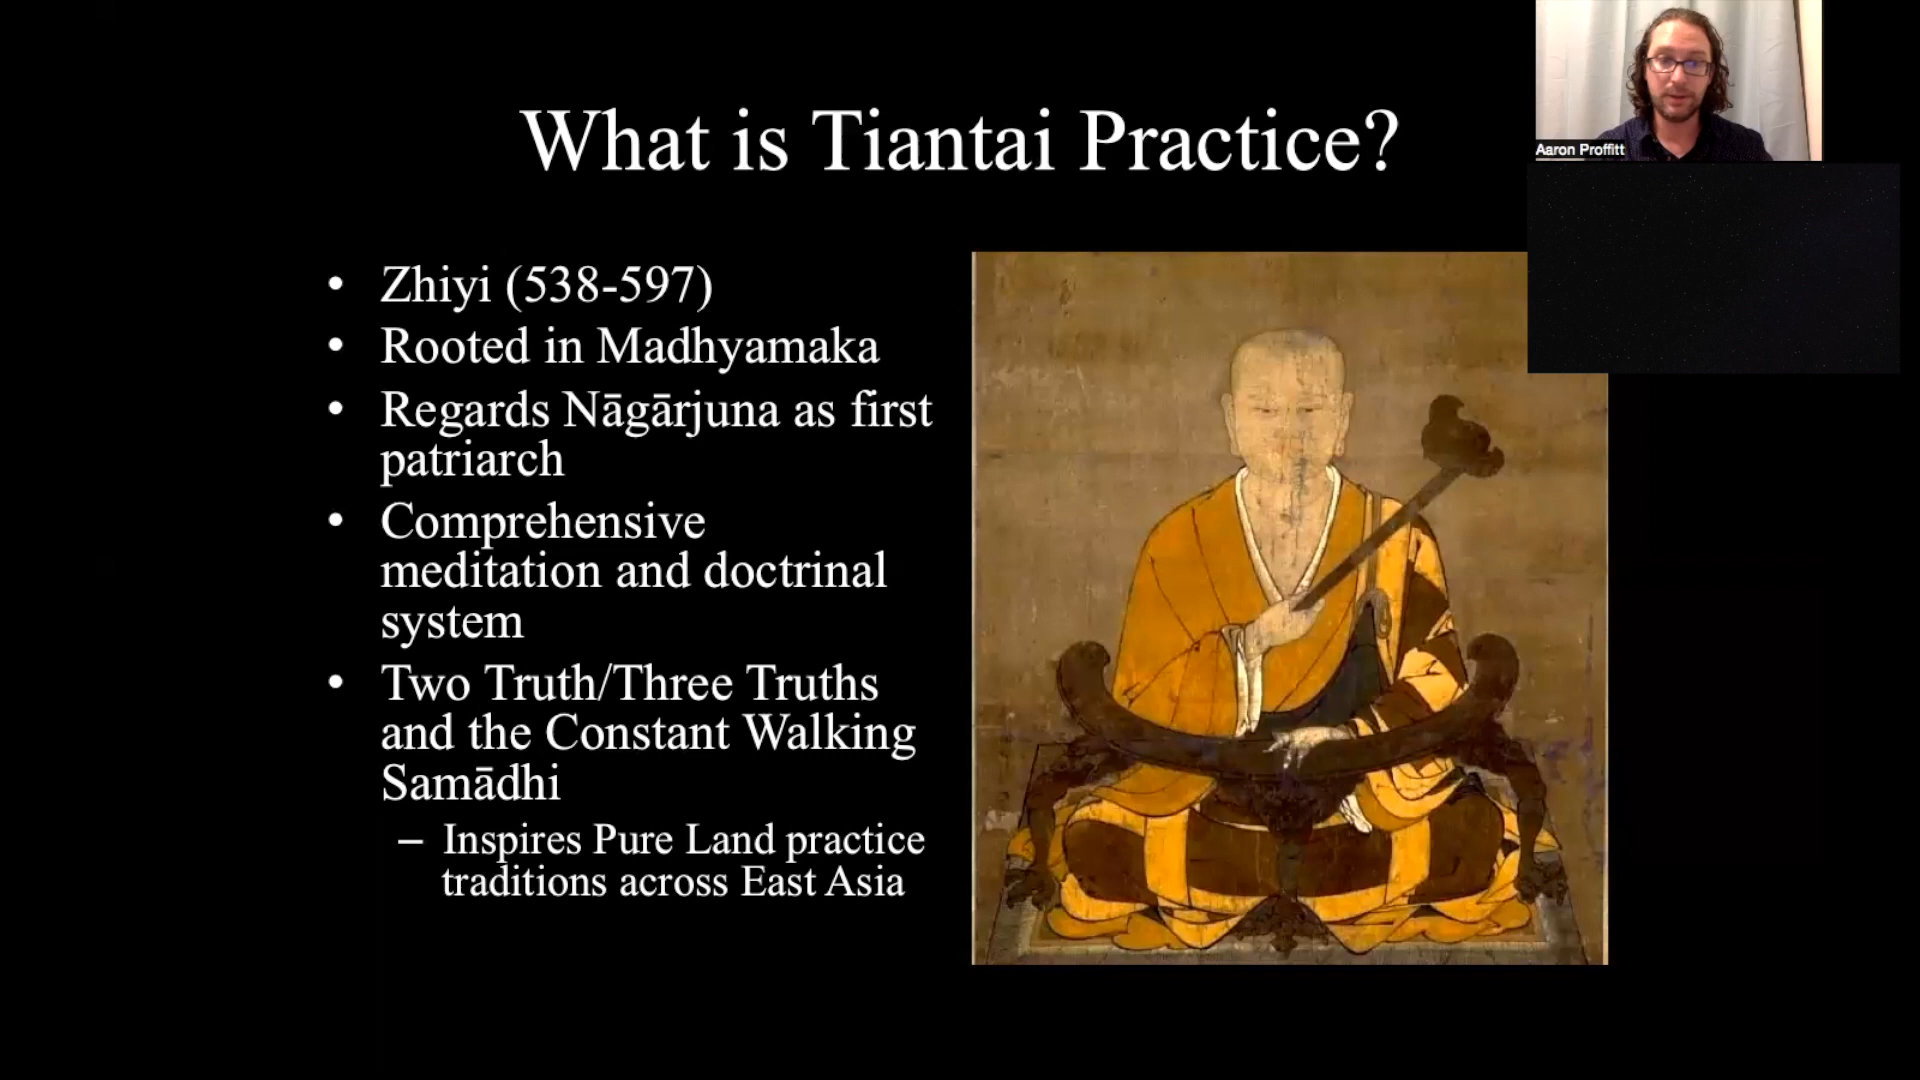 What is Tiantai Practice?
Aaron Proffitt
• Zhiyi (538-597)
• Rooted in Madhyamaka
• Regards Nāgārjuna as first
patriarch
• Comprehensive
meditation and doctrinal
system
• Two Truth/Three Truths
and the Constant Walking
Samādhi
– Inspires Pure Land practice
traditions across East Asia